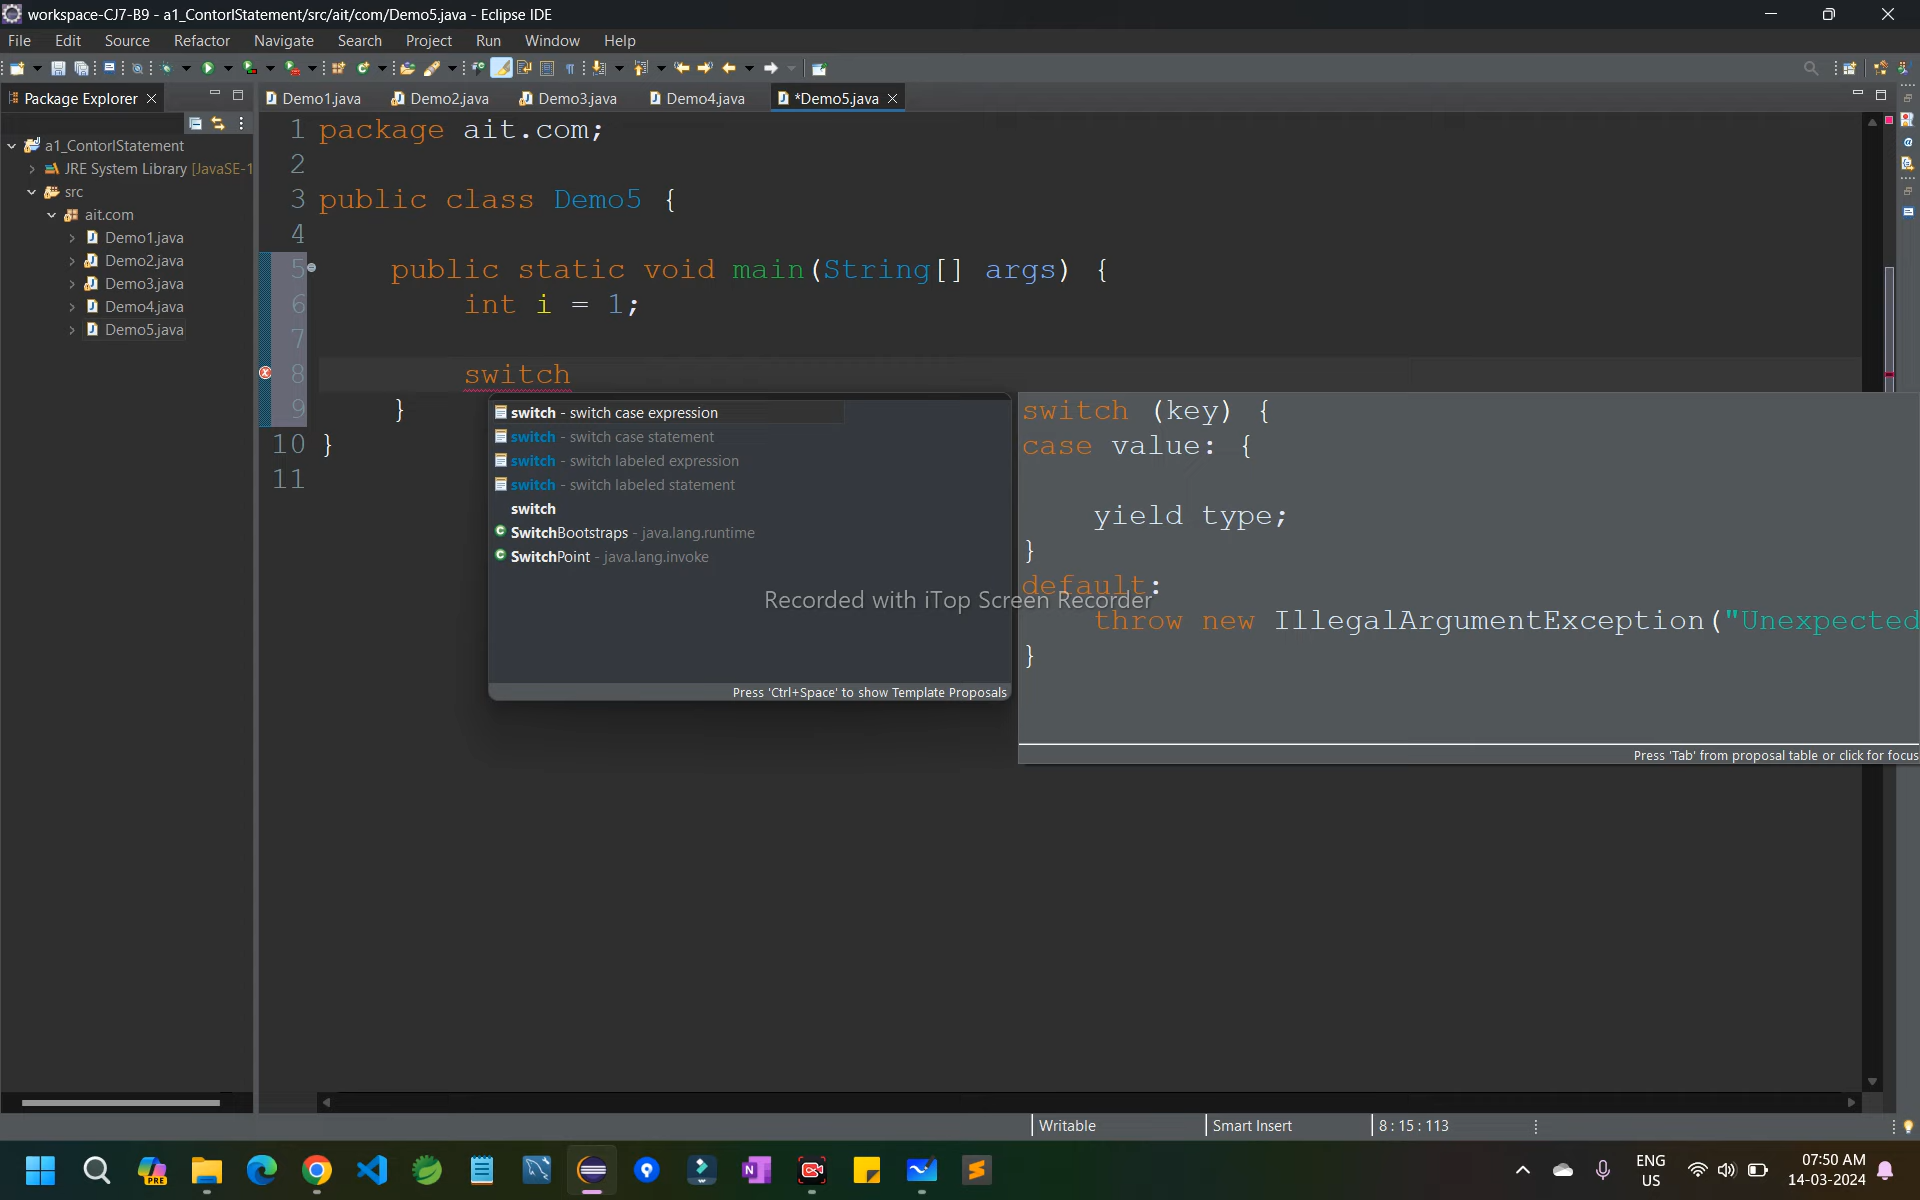 workspace-CJ7-B9 - a1_ContorlStatement/src/ait/com/Demo5.java - Eclipse IDE
File Edit Source Refactor Navigate Search Project Run Window Help
Package Explorer
Demo1.java Demo2.java Demo3.java Demo4.java *Demo5.java
a1_ContorlStatement
JRE System Library [JavaSE-1
src
ait.com
Demo1.java
Demo2.java
Demo3.java
Demo4.java
Demo5.java
1 package ait.com;
2
3 public class Demo5 {
4
5 public static void main(String[] args) {
6 int i = 1;
7
8 switch
9 }
10 }
11
switch - switch case expression
switch - switch case statement
switch - switch labeled expression
switch - switch labeled statement
switch
SwitchBootstraps - java.lang.runtime
SwitchPoint - java.lang.invoke
Press 'Ctrl+Space' to show Template Proposals
switch (key) {
case value: {
yield type;
}
default:
throw new IllegalArgumentException("Unexpected
}
Press 'Tab' from proposal table or click for focus
Recorded with iTop Screen Recorder
Writable Smart Insert 8 : 15 : 113
PRE
ENG
US
07:50 AM
14-03-2024